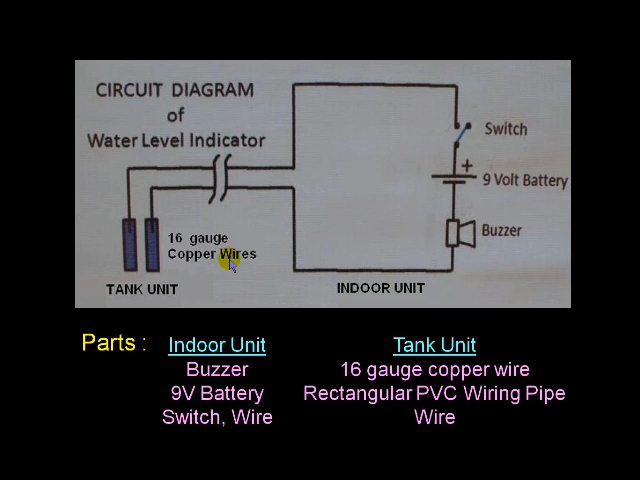 CIRCUIT DIAGRAM
of
Water Level Indicator
Switch
+
9 Volt Battery
Buzzer
16 gauge
Copper Wires
TANK UNIT
INDOOR UNIT
Parts :
Indoor Unit
Tank Unit
Buzzer
16 gauge copper wire
9V Battery
Rectangular PVC Wiring Pipe
Switch, Wire
Wire